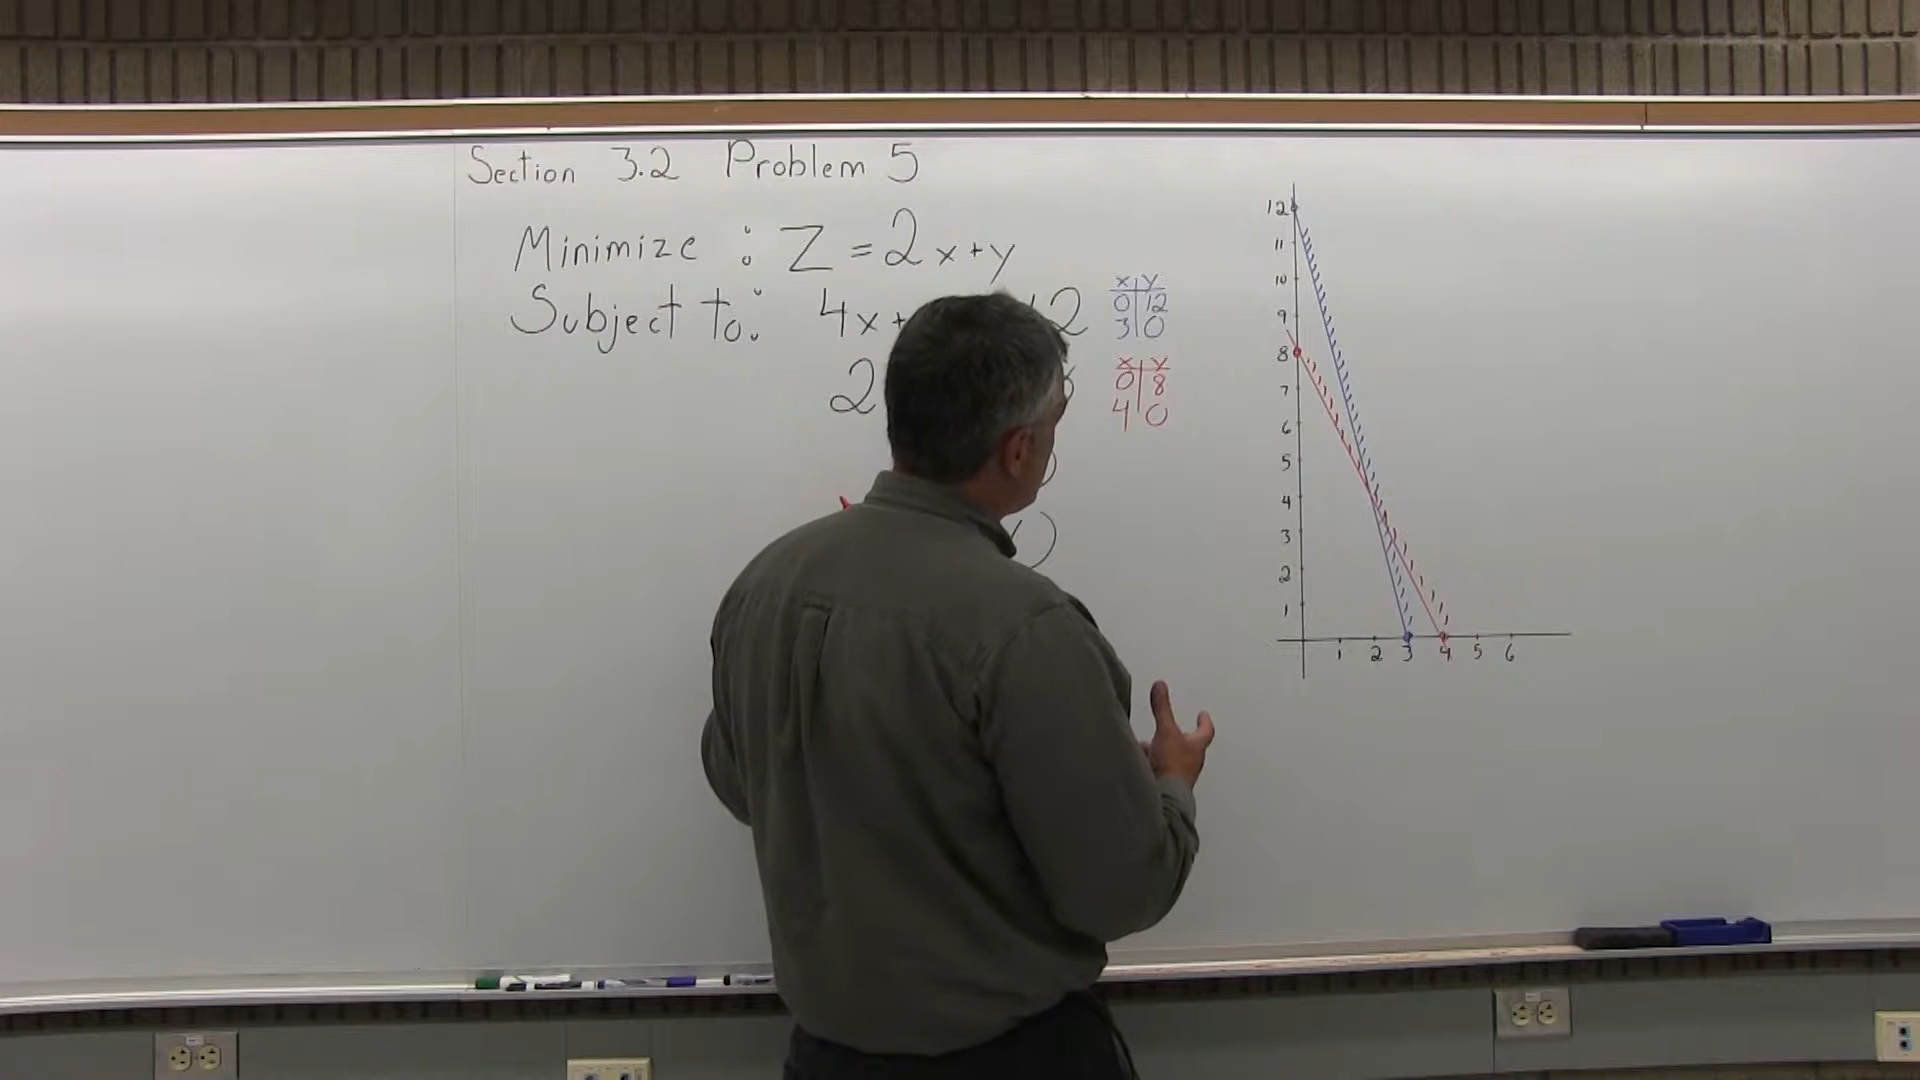 Section 3.2 Problem 5
Minimize : Z = 2x+y
Subject to: 4x+ 12
2
x y
0 12
3 0
x y
0 8
4 0
12
11
10
9
8
7
6
5
4
3
2
1
1 2 3 4 5 6